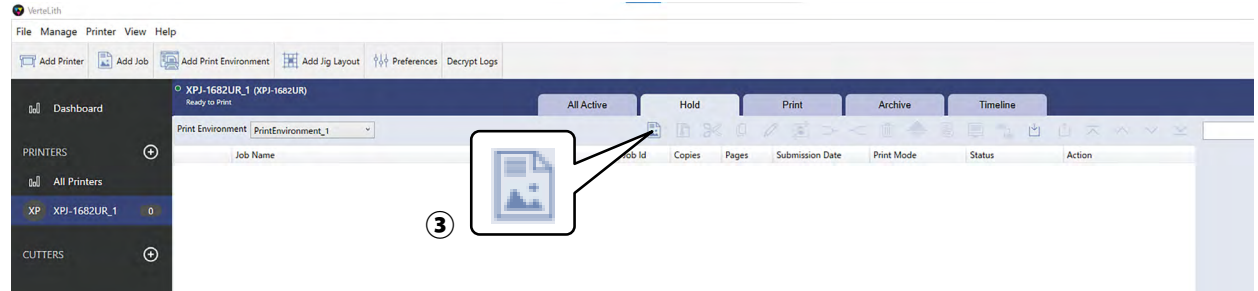 VerteLith
File Manage Printer View Help
Add Printer Add Job Add Print Environment Add Jig Layout Preferences Decrypt Logs
Dashboard
XPJ-1682UR_1 (XPJ-1682UR)
Ready to Print
All Active Hold Print Archive Timeline
Print Environment PrintEnvironment_1
PRINTERS
Job Name Job Id Copies Pages Submission Date Print Mode Status Action
All Printers
XP XPJ-1682UR_1 0
③
CUTTERS